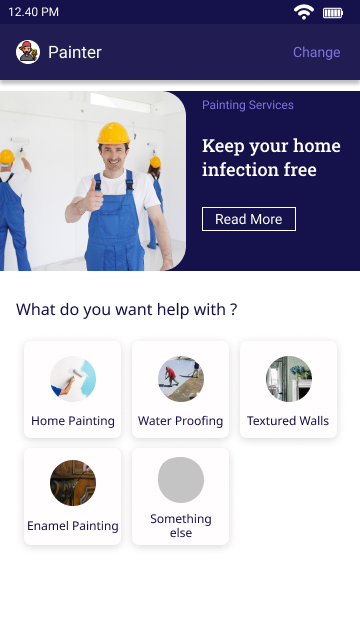 12.40 PM
Painter
Change
Painting Services
Keep your home
infection free
Read More
What do you want help with ?
Home Painting
Water Proofing
Textured Walls
Enamel Painting
Something
else